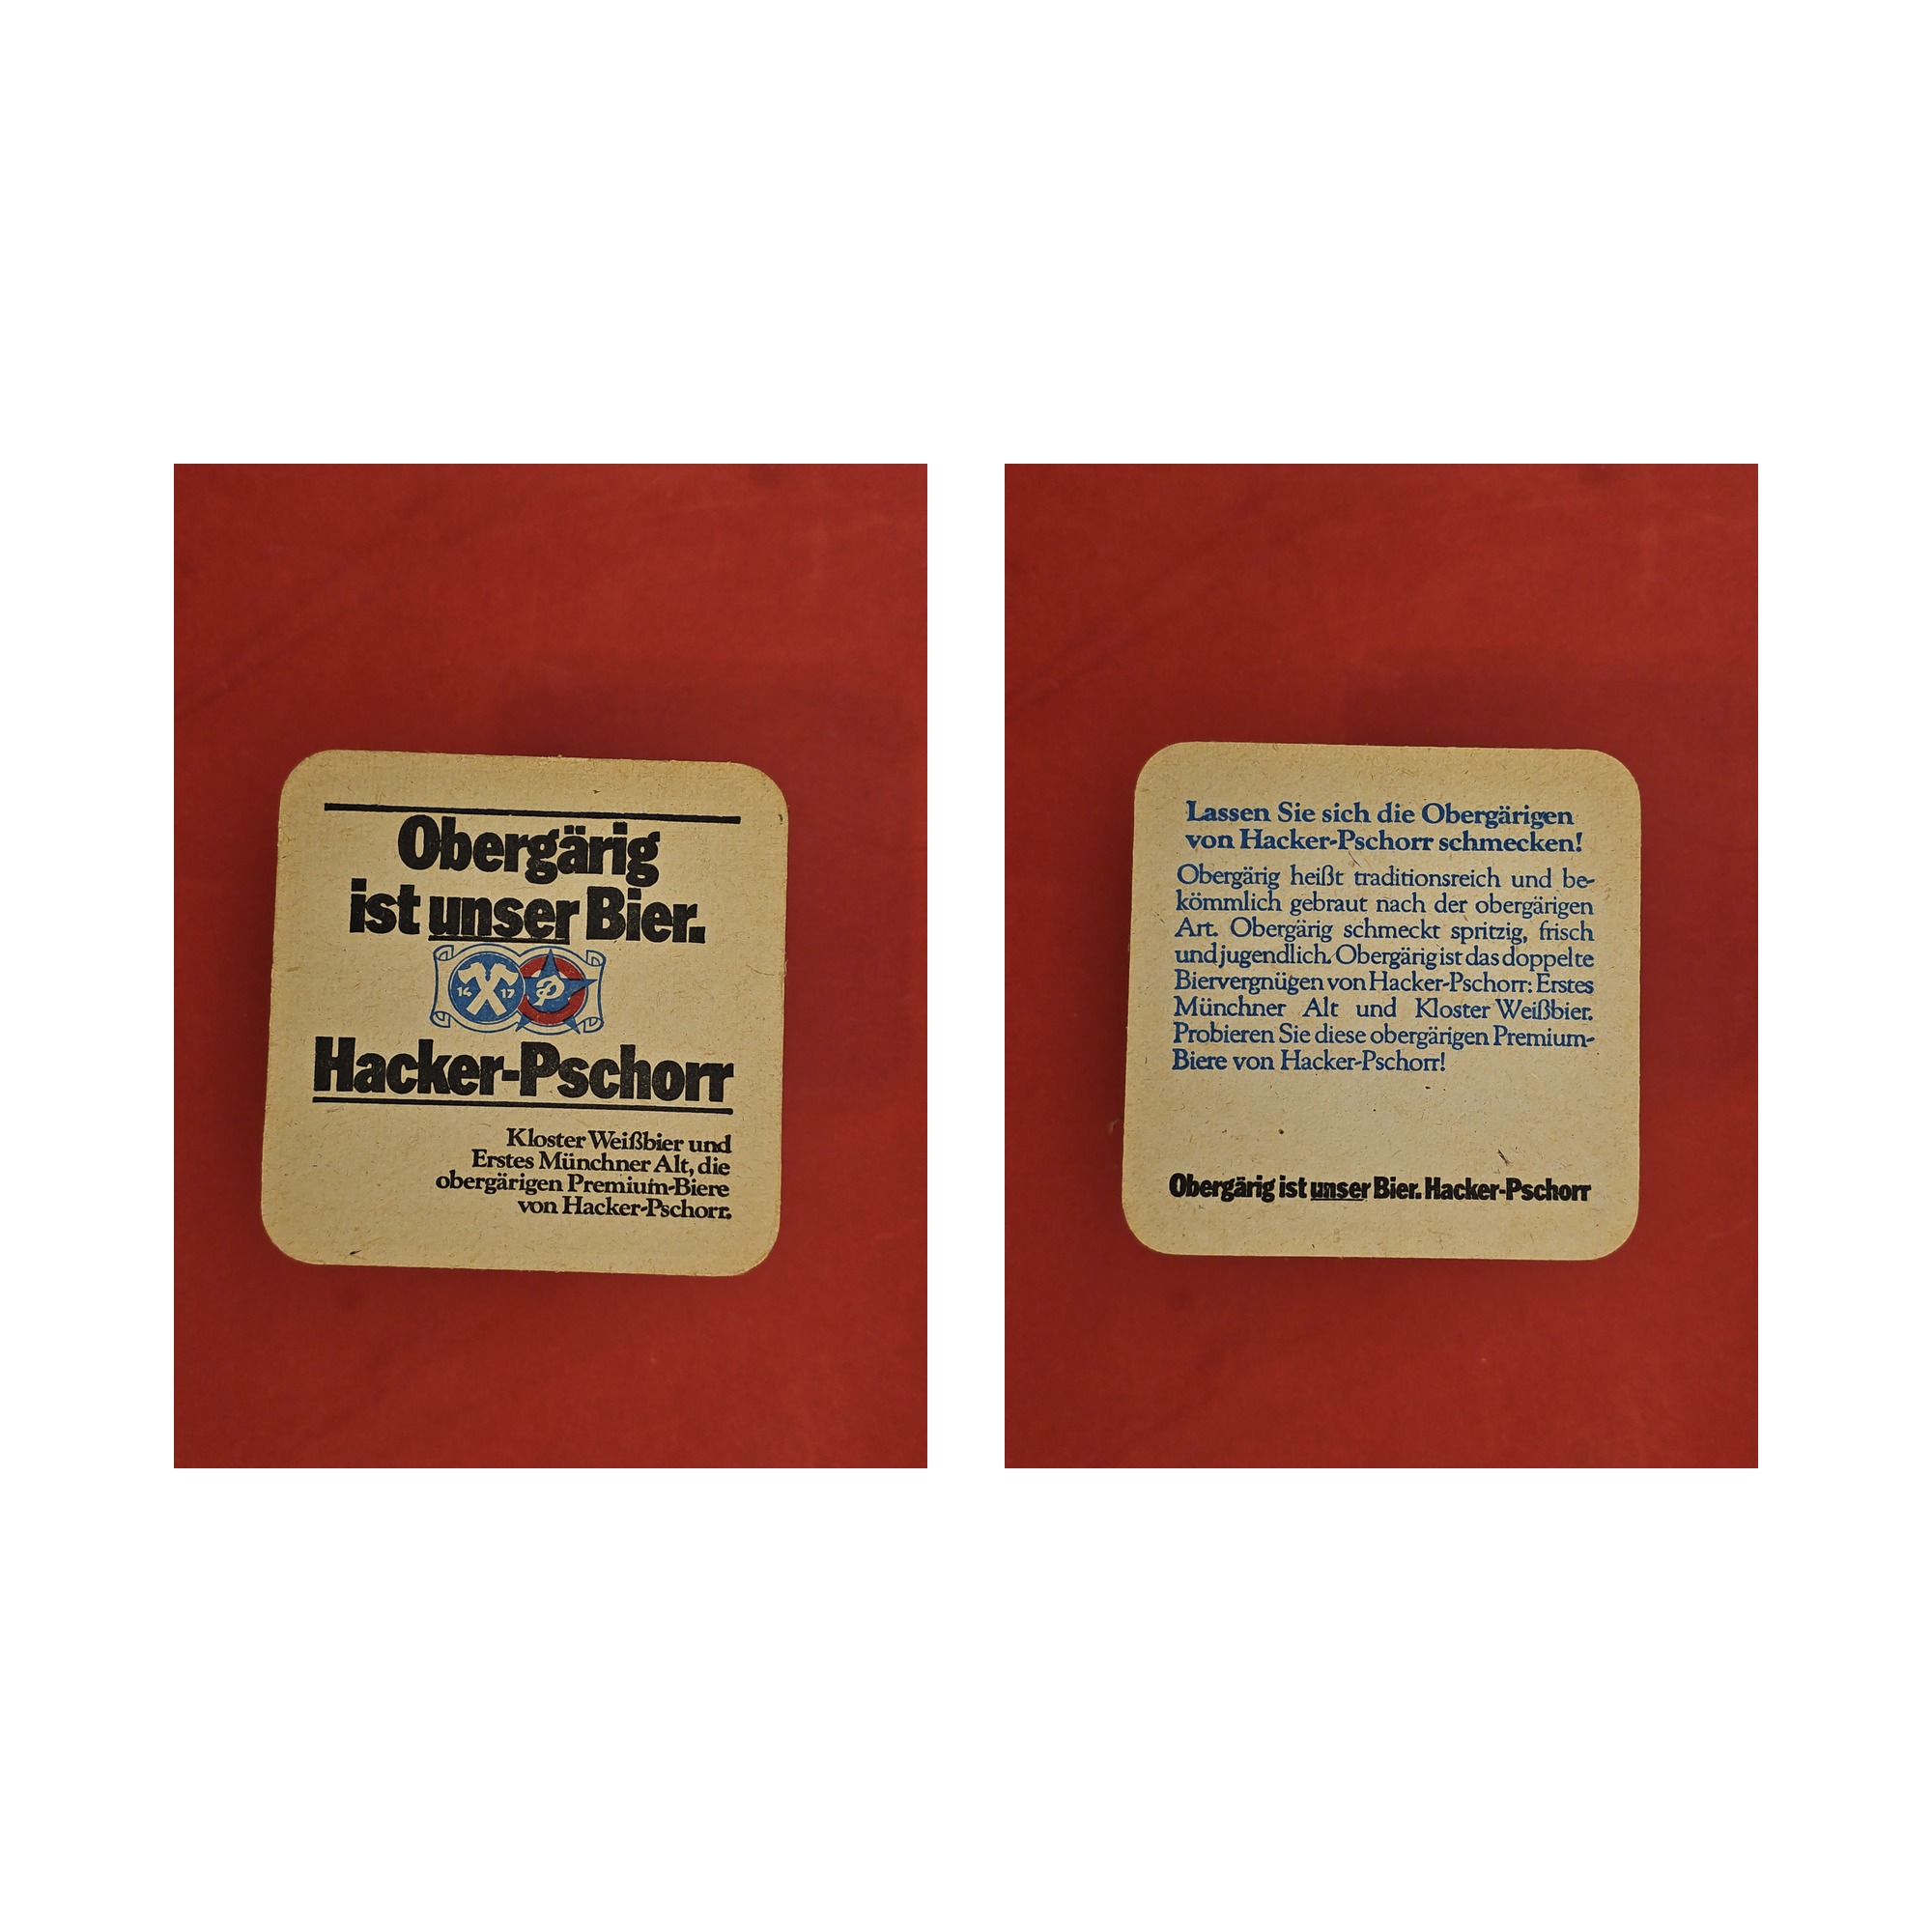 Obergärig
ist unser Bier.
14 17 P
Hacker-Pschorr
Kloster Weißbier und
Erstes Münchner Alt, die
obergärigen Premium-Biere
von Hacker-Pschorr.
Lassen Sie sich die Obergärigen
von Hacker-Pschorr schmecken!
Obergärig heißt traditionsreich und be-
kömmlich gebraut nach der obergärigen
Art. Obergärig schmeckt spritzig, frisch
und jugendlich. Obergärig ist das doppelte
Biervergnügen von Hacker-Pschorr: Erstes
Münchner Alt und Kloster Weißbier.
Probieren Sie diese obergärigen Premium-
Biere von Hacker-Pschorr!
Obergärig ist unser Bier. Hacker-Pschorr